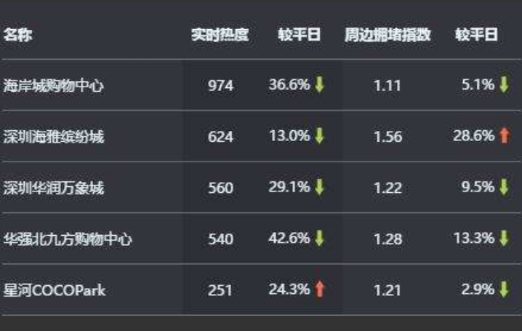 名称 实时热度 较平日 周边拥堵指数 较平日
海岸城购物中心 974 36.6% ↓ 1.11 5.1% ↓
深圳海雅缤纷城 624 13.0% ↓ 1.56 28.6% ↑
深圳华润万象城 560 29.1% ↓ 1.22 9.5% ↓
华强北九方购物中心 540 42.6% ↓ 1.28 13.3% ↓
星河COCOPark 251 24.3% ↑ 1.21 2.9% ↓